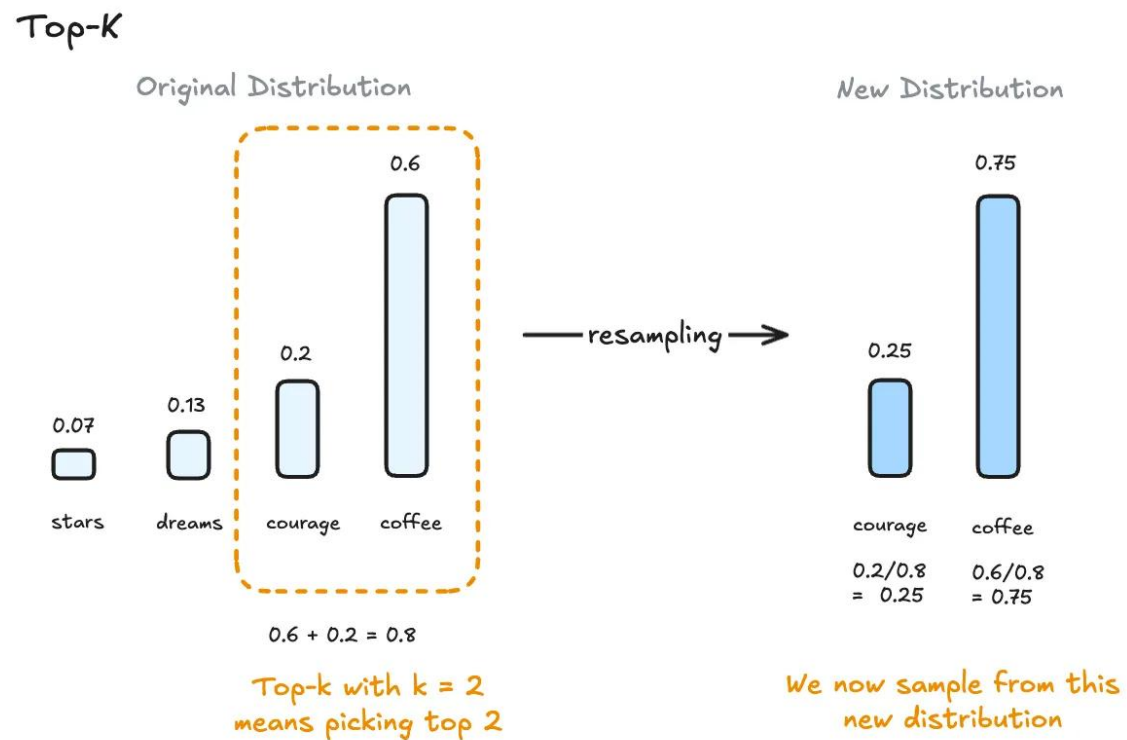 Top-K
Original Distribution
0.07
0.13
0.2
0.6
stars
dreams
courage
coffee
0.6 + 0.2 = 0.8
Top-k with k = 2
means picking top 2
resampling
New Distribution
0.25
0.75
courage
coffee
0.2/0.8
= 0.25
0.6/0.8
= 0.75
We now sample from this
new distribution